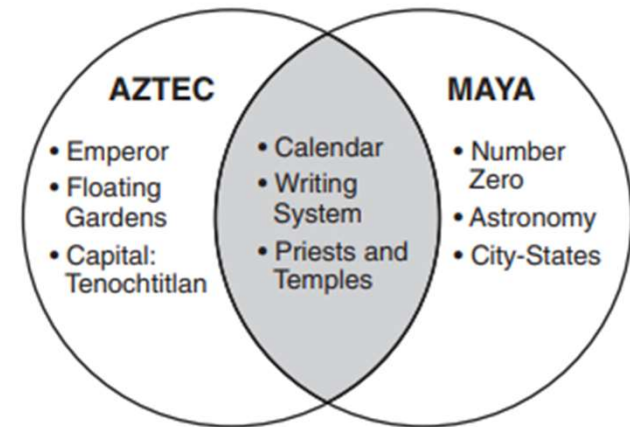 AZTEC
• Emperor
• Floating
Gardens
• Capital:
Tenochtitlan
• Calendar
• Writing
System
• Priests and
Temples
MAYA
• Number
Zero
• Astronomy
• City-States